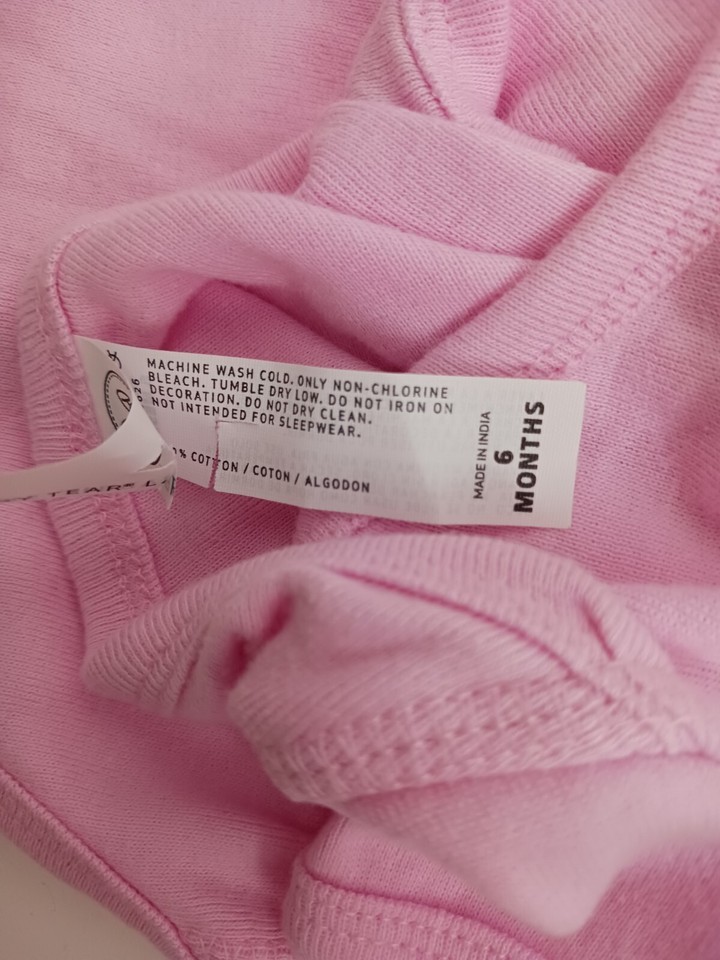 MACHINE WASH COLD. ONLY NON-CHLORINE
BLEACH. TUMBLE DRY LOW. DO NOT IRON ON
DECORATION. DO NOT DRY CLEAN.
NOT INTENDED FOR SLEEPWEAR.
% COTTON / COTON / ALGODON
MADE IN INDIA
6
MONTHS
TEARS